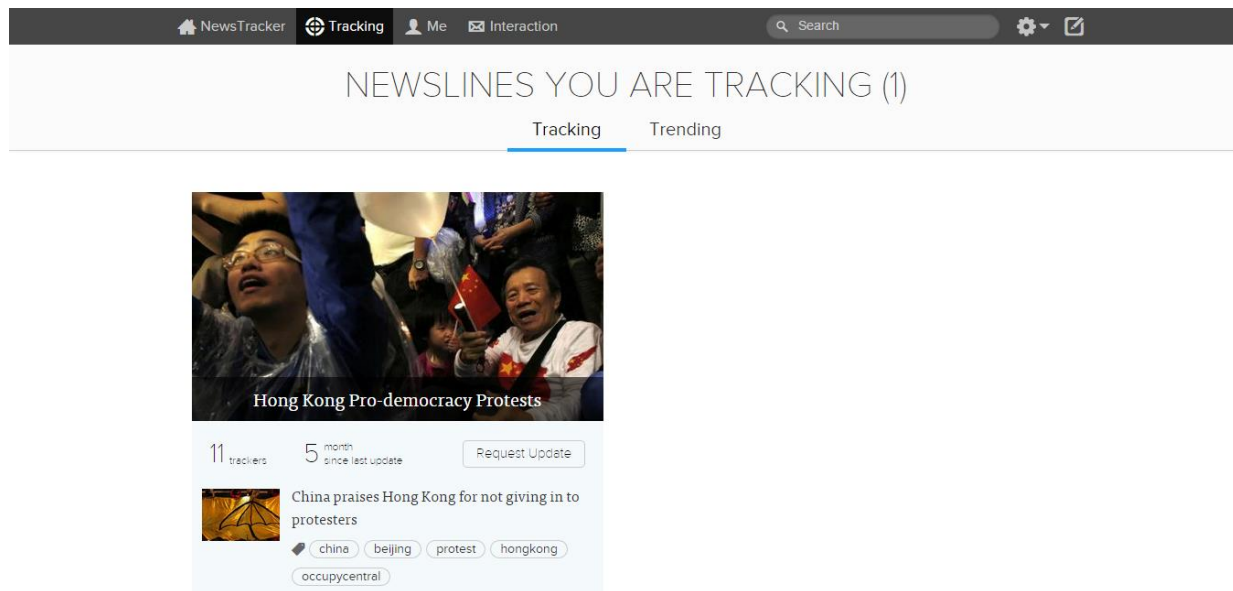 NewsTracker Tracking Me Interaction Search
NEWSLINES YOU ARE TRACKING (1)
Tracking Trending
Hong Kong Pro-democracy Protests
11 trackers 5 month since last update Request Update
China praises Hong Kong for not giving in to
protesters
china beijing protest hongkong
occupycentral